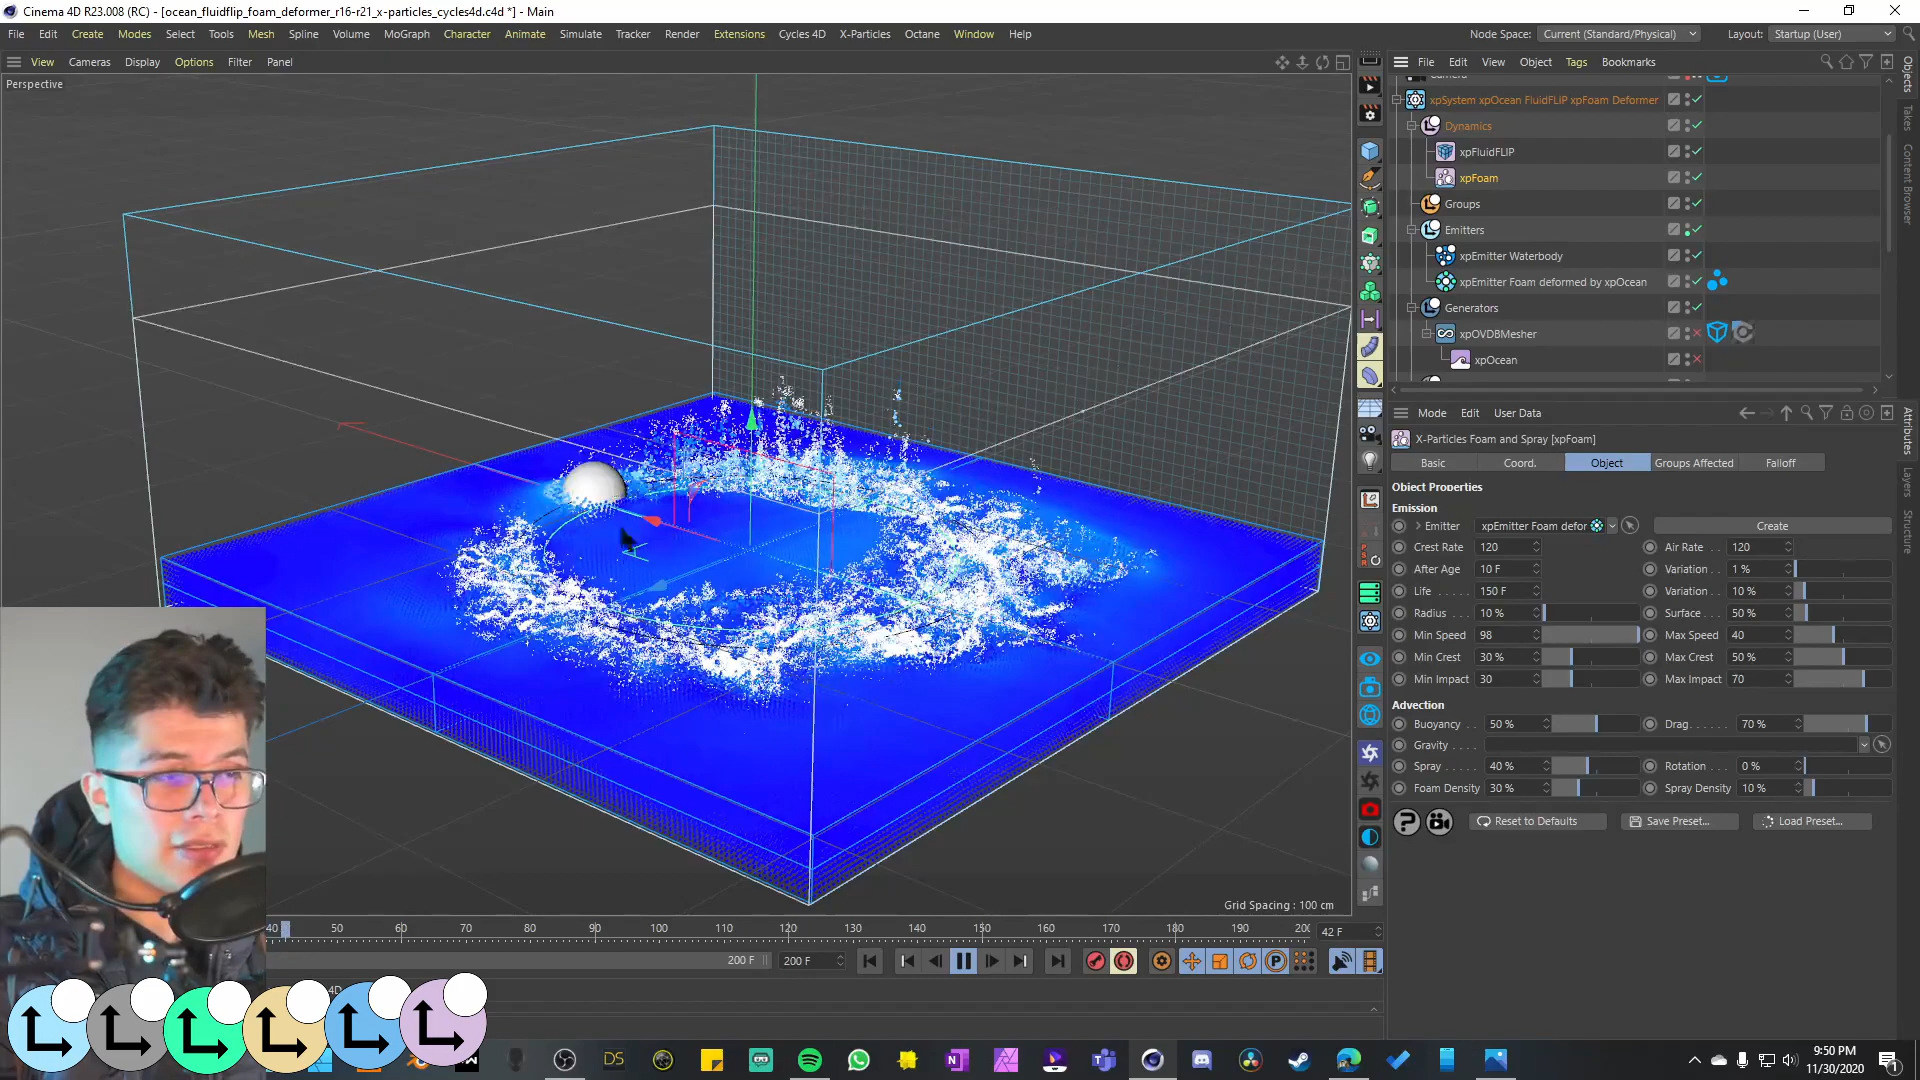 Cinema 4D R23.008 (RC) - [ocean_fluidflip_foam_deformer_r16-r21_x-particles_cycles4d.c4d *] - Main
File Edit Create Modes Select Tools Mesh Spline Volume MoGraph Character Animate Simulate Tracker Render Extensions Cycles 4D X-Particles Octane Window Help
Node Space: Current (Standard/Physical) Layout: Startup (User)
View Cameras Display Options Filter Panel
File Edit View Object Tags Bookmarks
Perspective
xpSystem xpOcean FluidFLIP xpFoam Deformer
Dynamics
xpFluidFLIP
xpFoam
Groups
Emitters
xpEmitter Waterbody
xpEmitter Foam deformed by xpOcean
Generators
xpOVDBMesher
xpOcean
Objects
Takes
Content Browser
Mode Edit User Data
X-Particles Foam and Spray [xpFoam]
Basic Coord. Object Groups Affected Falloff
Object Properties
Emission
Emitter xpEmitter Foam defor Create
Crest Rate 120 Air Rate 120
After Age 10 F Variation 1 %
Life 150 F Variation 10 %
Radius 10 % Surface 50 %
Min Speed 98 Max Speed 40
Min Crest 30 % Max Crest 50 %
Min Impact 30 Max Impact 70
Advection
Buoyancy 50 % Drag 70 %
Gravity
Spray 40 % Rotation 0 %
Foam Density 30 % Spray Density 10 %
Reset to Defaults Save Preset... Load Preset...
Attributes
Layers
Structure
Grid Spacing : 100 cm
40 50 60 70 80 90 100 110 120 130 140 150 160 170 180 190 200 42 F
200 F 200 F
4D
DS
9:50 PM
11/30/2020